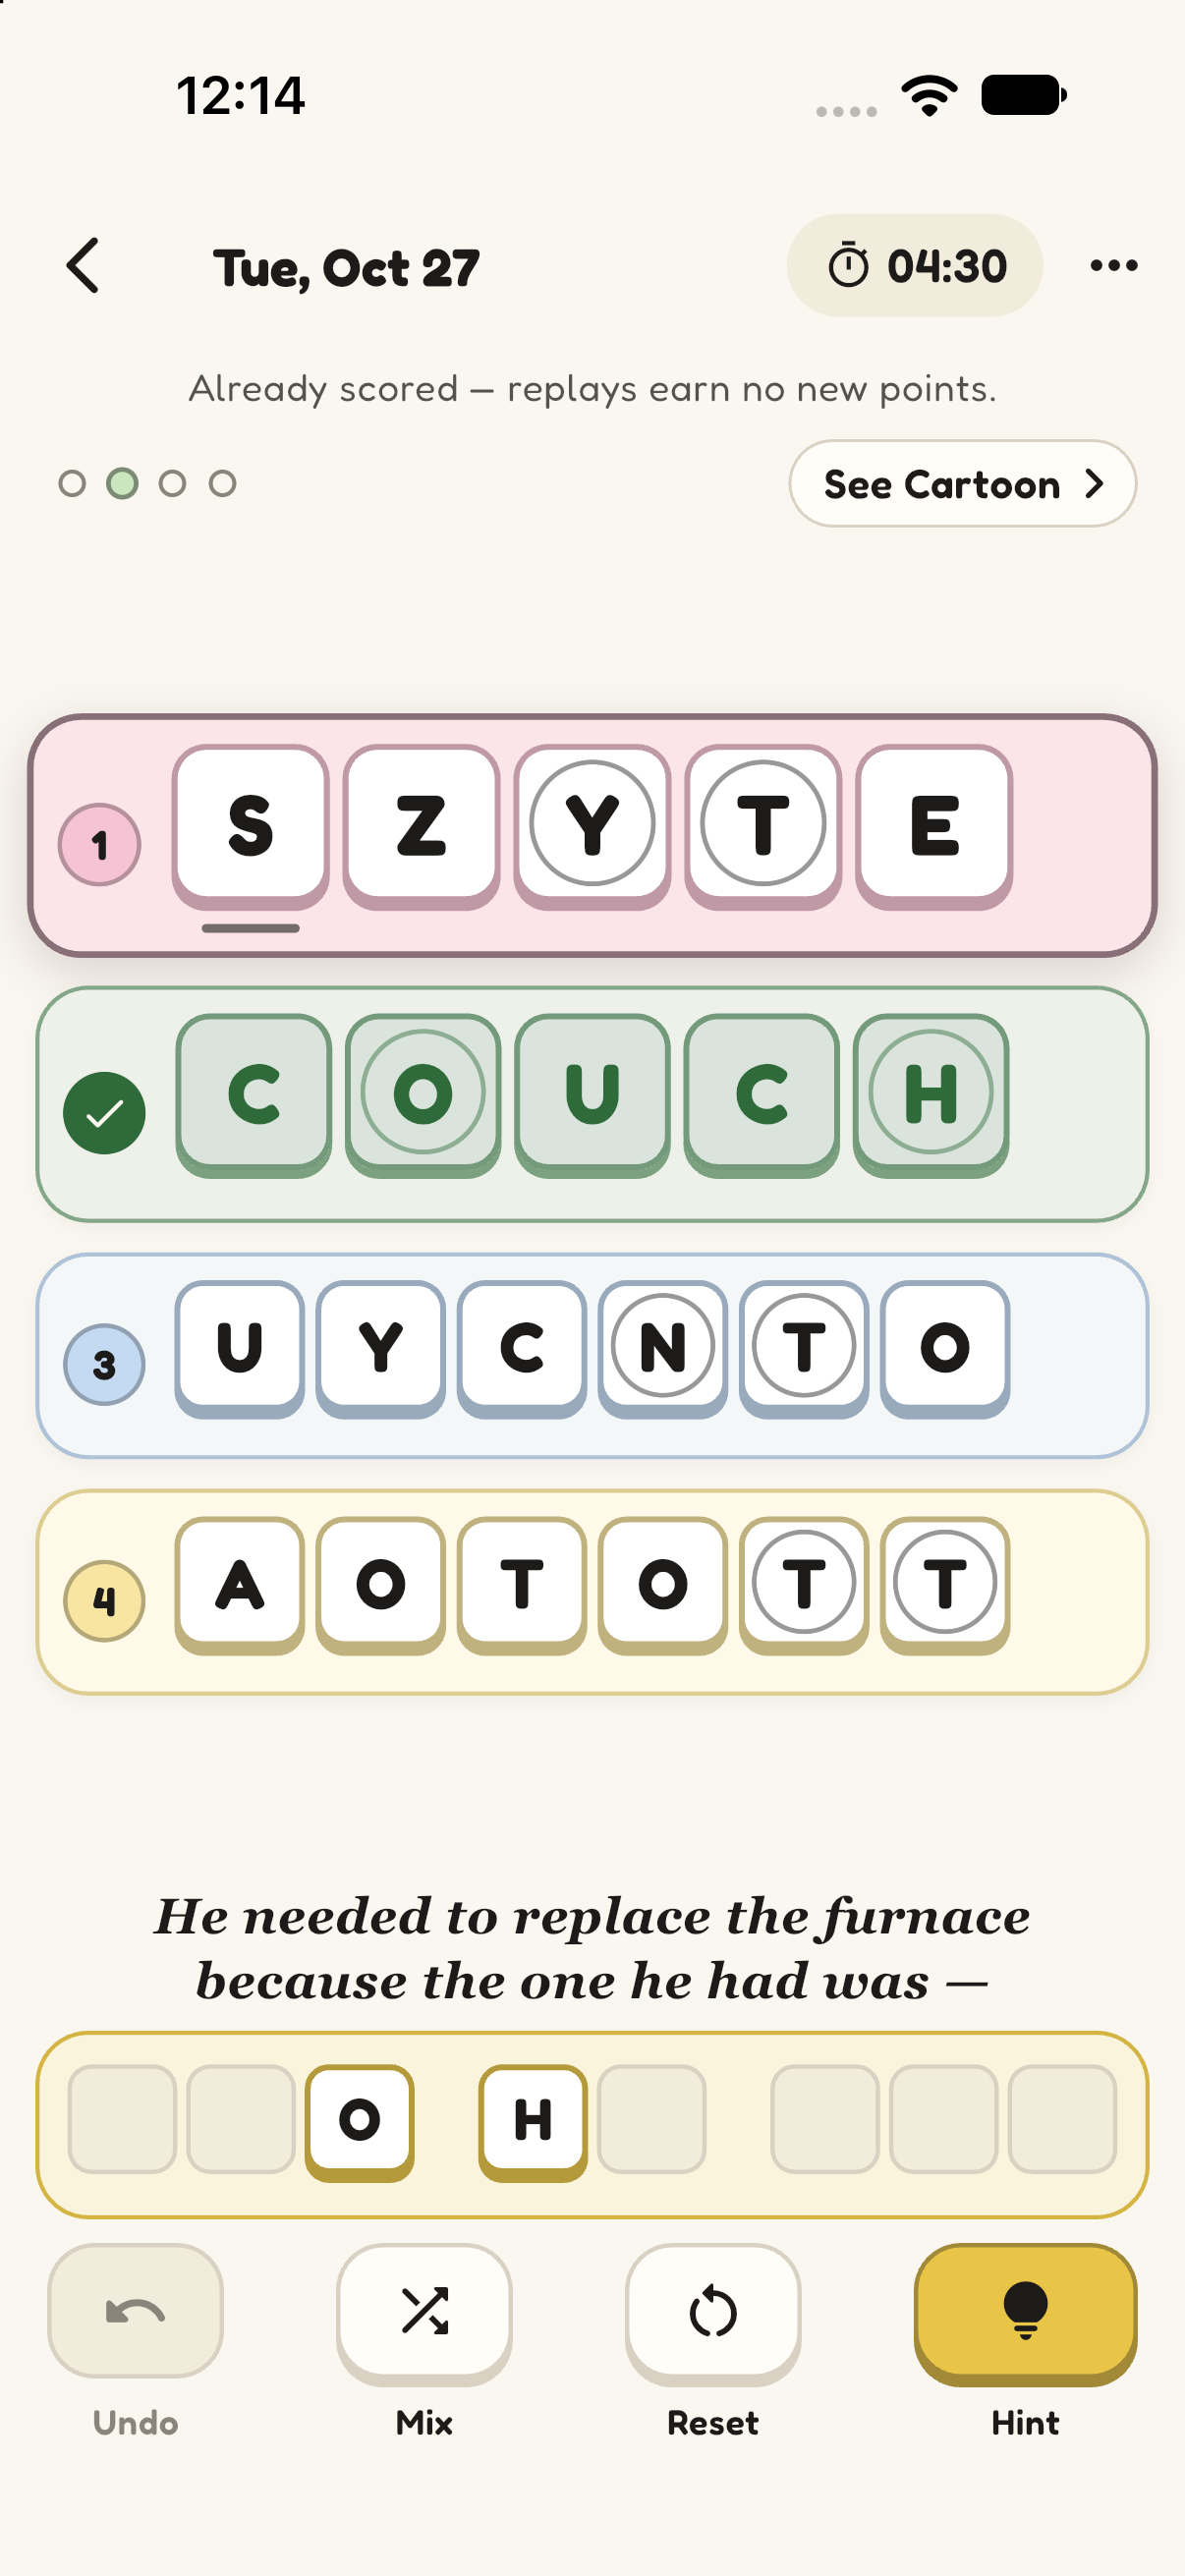 12:14
Tue, Oct 27
04:30
Already scored — replays earn no new points.
See Cartoon
1 S Z Y T E
C O U C H
3 U Y C N T O
4 A O T O T T
He needed to replace the furnace
because the one he had was —
O H
Undo Mix Reset Hint